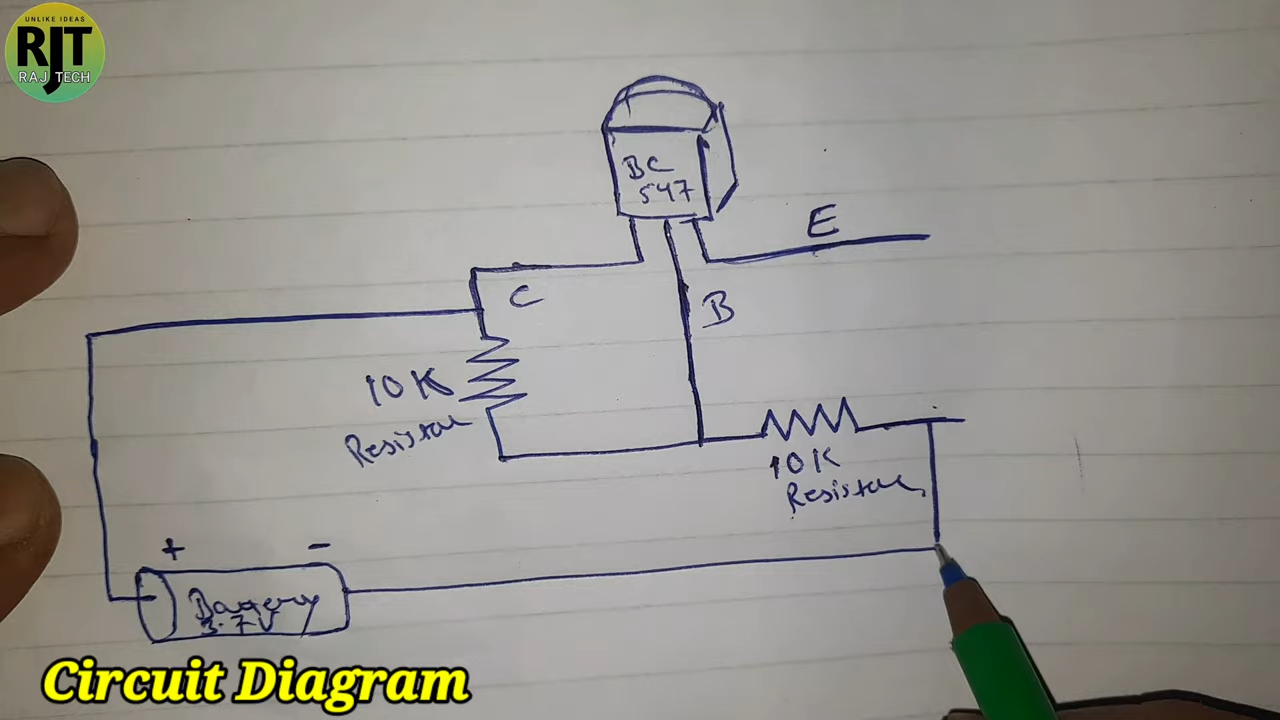 UNLIKE IDEAS
RJT
RAJ TECH
BC
547
E
C
B
10K
Resistor
10K
Resistor
+ -
Battery
3.7V
Circuit Diagram